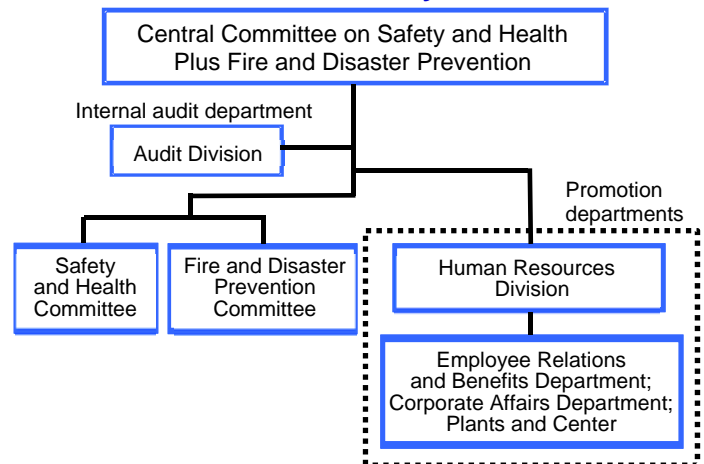 Central Committee on Safety and Health
Plus Fire and Disaster Prevention
Internal audit department
Audit Division
Promotion
departments
Safety
and Health
Committee
Fire and Disaster
Prevention
Committee
Human Resources
Division
Employee Relations
and Benefits Department;
Corporate Affairs Department;
Plants and Center